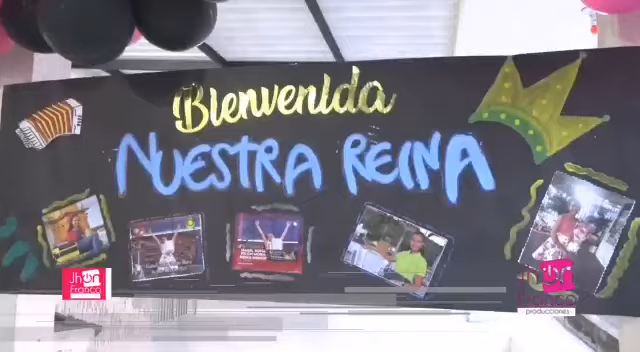 Bienvenida
NUESTRA REINA
Jhon
Franco
Jhon
Franco
producciones